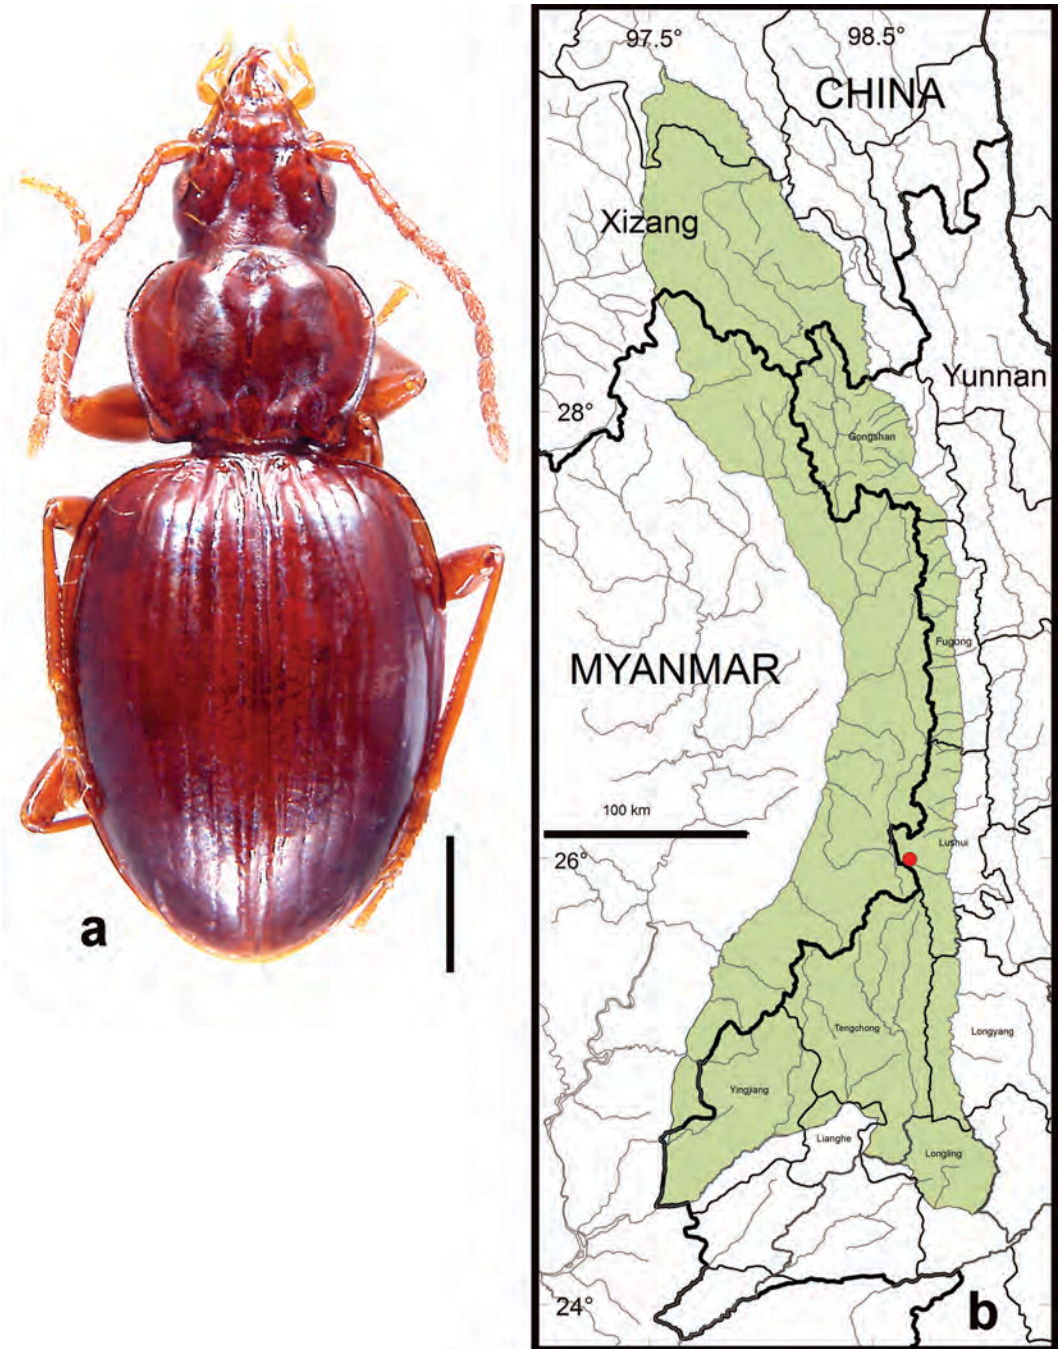 a
97.5°
98.5°
CHINA
Xizang
Yunnan
28°
Gongshan
Fugong
MYANMAR
100 km
Lushui
26°
Tengchong
Longyang
Yingjiang
Lianghe
Longling
24°
b